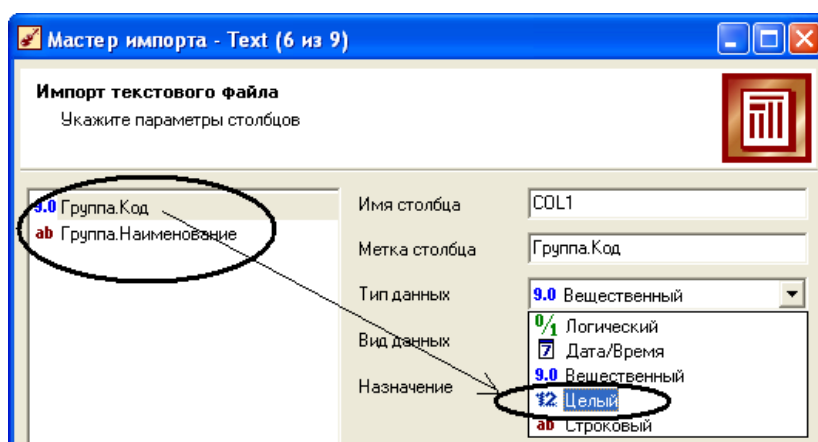 Мастер импорта - Text (6 из 9)
Импорт текстового файла
Укажите параметры столбцов
9.0 Группа.Код
ab Группа.Наименование
Имя столбца
COL1
Метка столбца
Группа.Код
Тип данных
9.0 Вещественный
Вид данных
Назначение
0/1 Логический
7 Дата/Время
9.0 Вещественный
12 Целый
ab Строковый